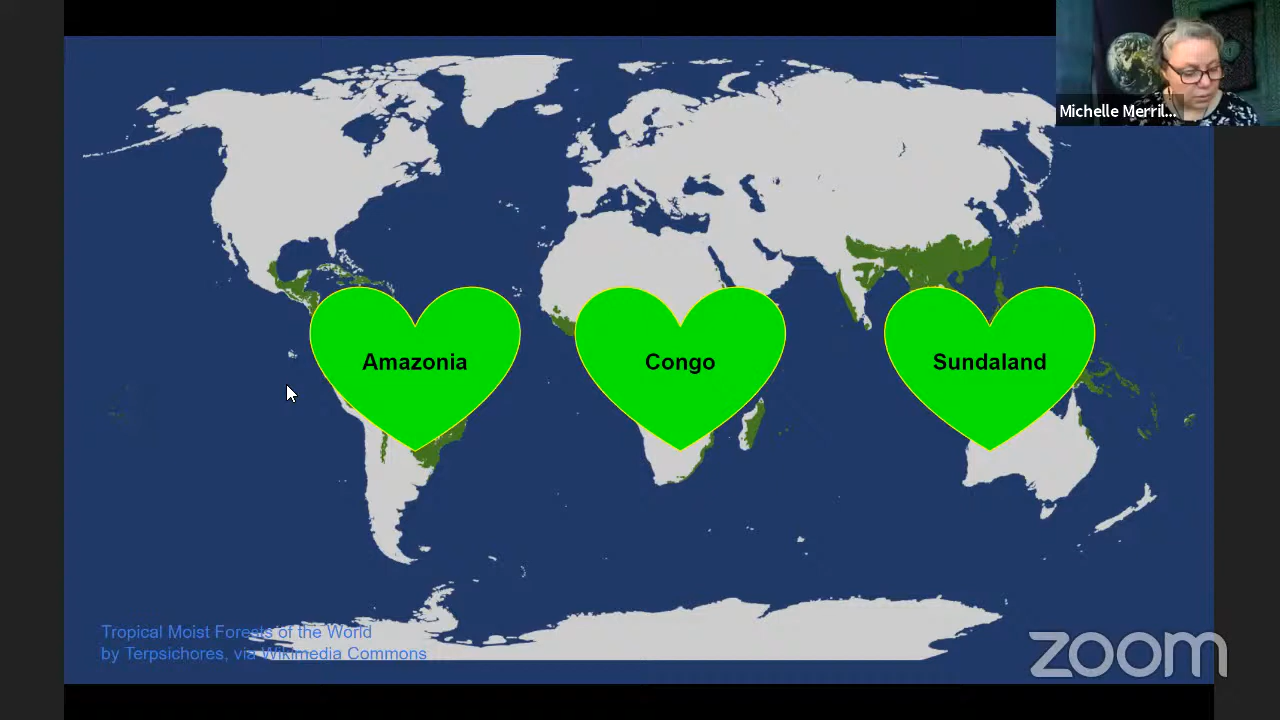 Michelle Merril...
Amazonia
Congo
Sundaland
Tropical Moist Forests of the World
by Terpsichores, via Wikimedia Commons
zoom